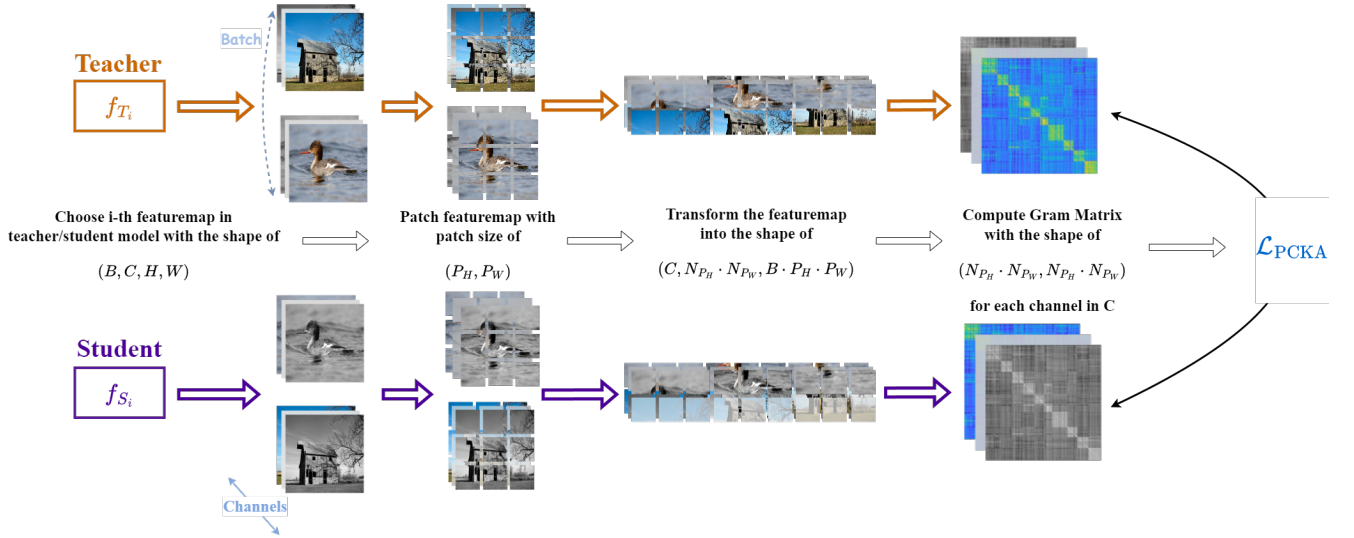 Batch
Teacher
f_{T_i}
Choose i-th featuremap in
teacher/student model with the shape of
(B, C, H, W)
Patch featuremap with
patch size of
(P_H, P_W)
Transform the featuremap
into the shape of
(C, N_{P_H} · N_{P_W}, B · P_H · P_W)
Compute Gram Matrix
with the shape of
(N_{P_H} · N_{P_W}, N_{P_H} · N_{P_W})
for each channel in C
ℒ_{PCKA}
Student
f_{S_i}
Channels